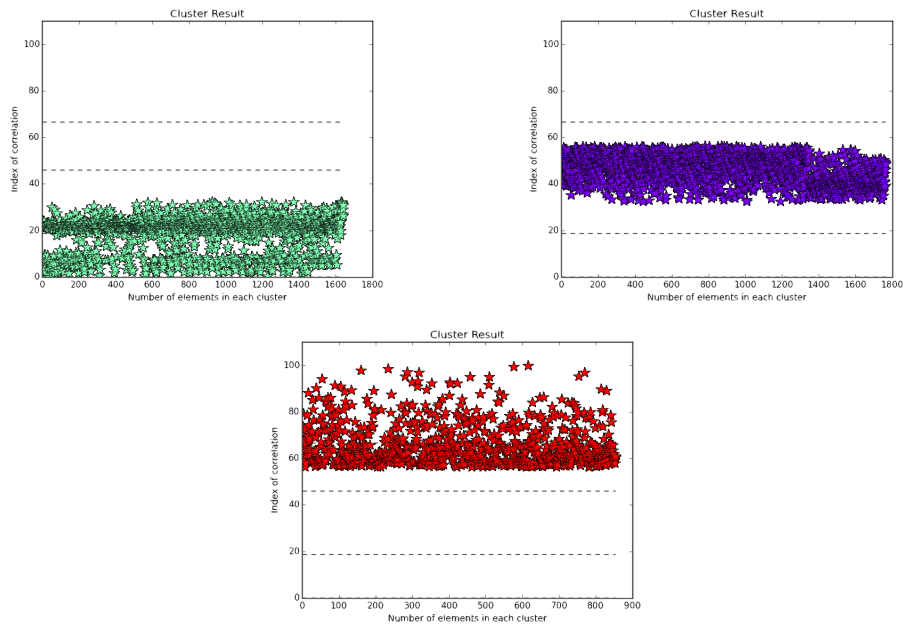 Cluster Result
100
80
60
40
20
0
Index of correlation
0 200 400 600 800 1000 1200 1400 1600 1800
Number of elements in each cluster
Cluster Result
100
80
60
40
20
0
Index of correlation
0 200 400 600 800 1000 1200 1400 1600 1800
Number of elements in each cluster
Cluster Result
100
80
60
40
20
0
Index of correlation
0 100 200 300 400 500 600 700 800 900
Number of elements in each cluster